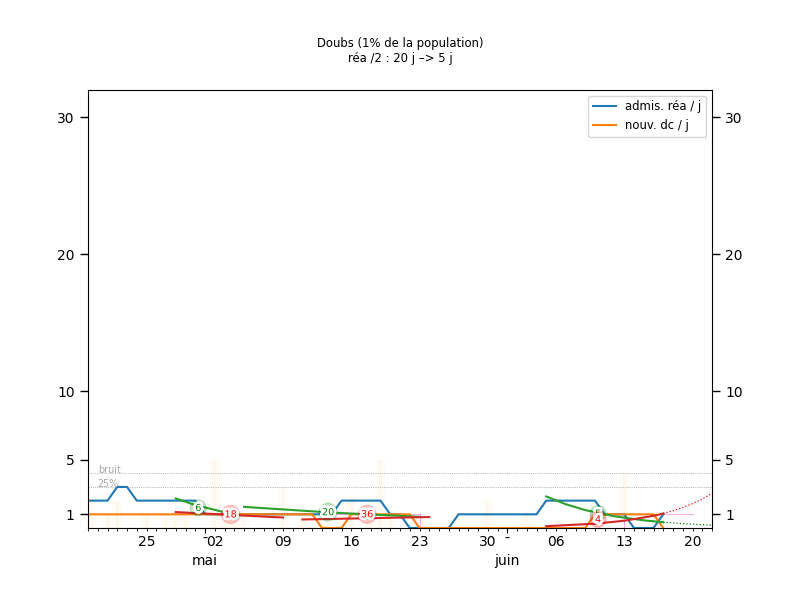 Doubs (1% de la population)
réa /2 : 20 j –> 5 j
admis. réa / j
nouv. dc / j
30 30
20 20
10 10
5 5
1 1
bruit
25%
6 18 20 36 5
4
25 - 02 09 16 23 30 - 06 13 20
mai juin